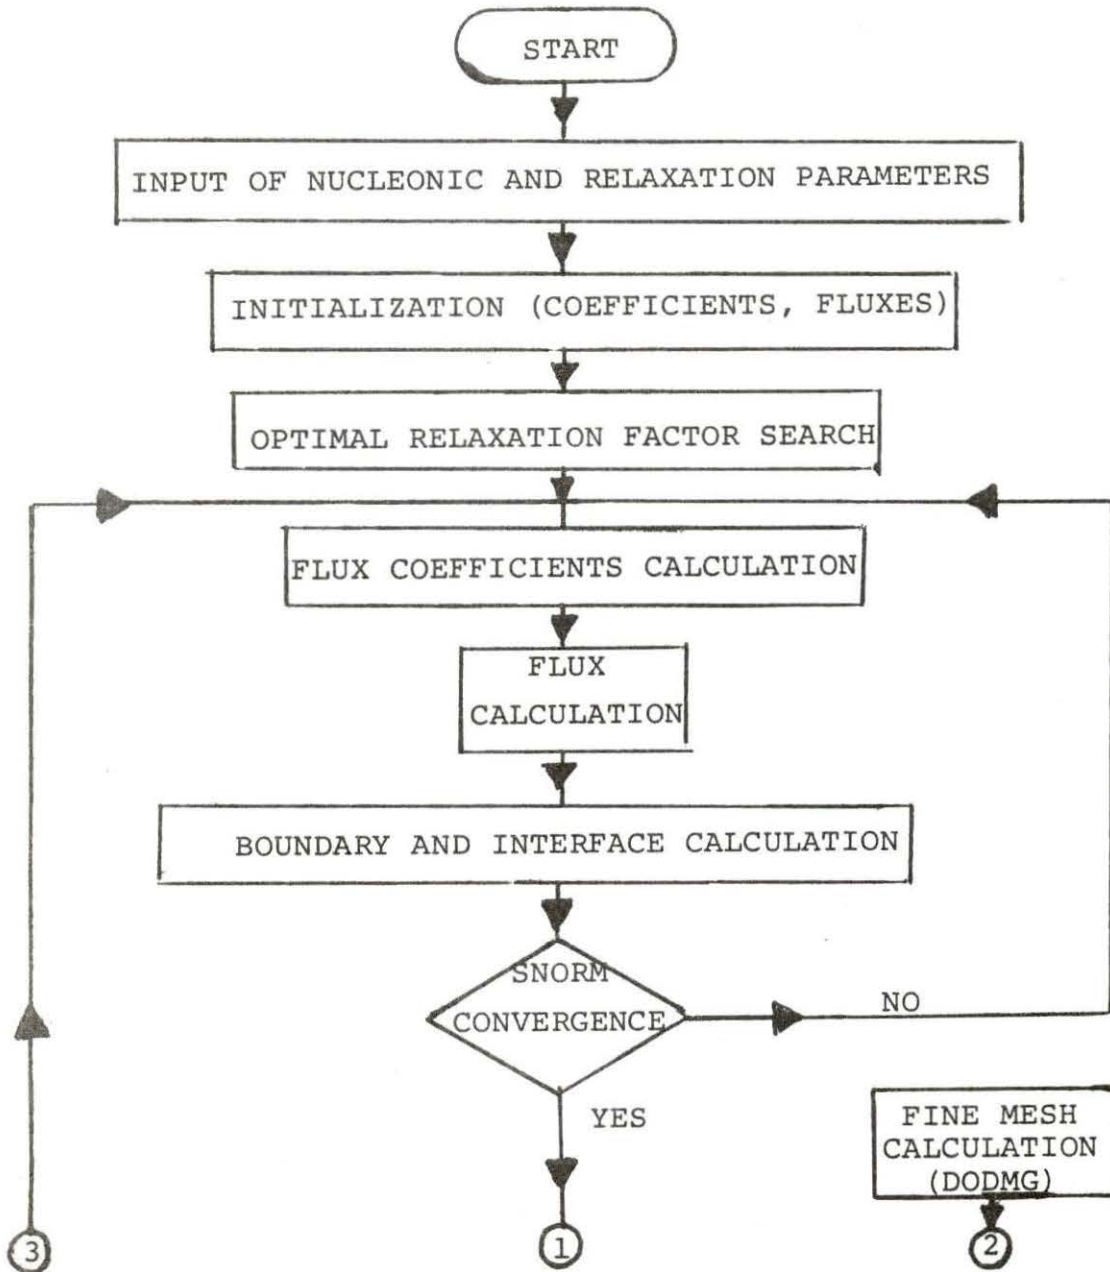 START
INPUT OF NUCLEONIC AND RELAXATION PARAMETERS
INITIALIZATION (COEFFICIENTS, FLUXES)
OPTIMAL RELAXATION FACTOR SEARCH
FLUX COEFFICIENTS CALCULATION
FLUX
CALCULATION
BOUNDARY AND INTERFACE CALCULATION
SNORM
CONVERGENCE
NO
YES
FINE MESH
CALCULATION
(DODMG)
3
1
2